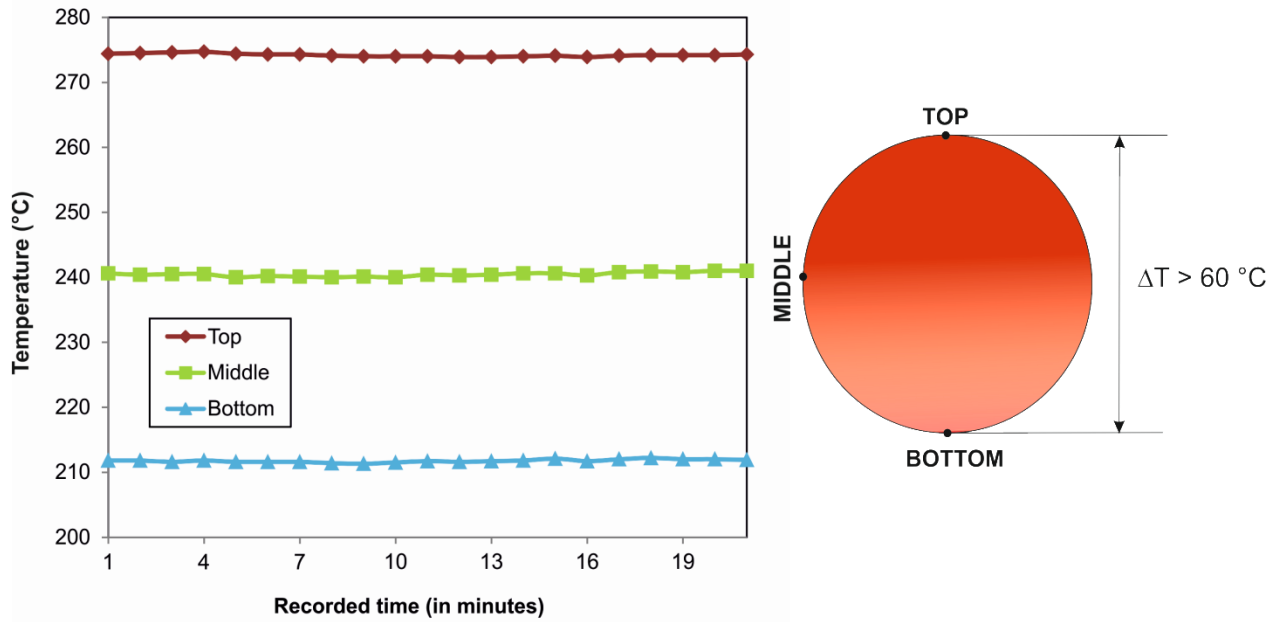 280
270
260
250
240
230
220
210
200
Temperature (°C)
Top
Middle
Bottom
1 4 7 10 13 16 19
Recorded time (in minutes)
TOP
MIDDLE
ΔT > 60 °C
BOTTOM